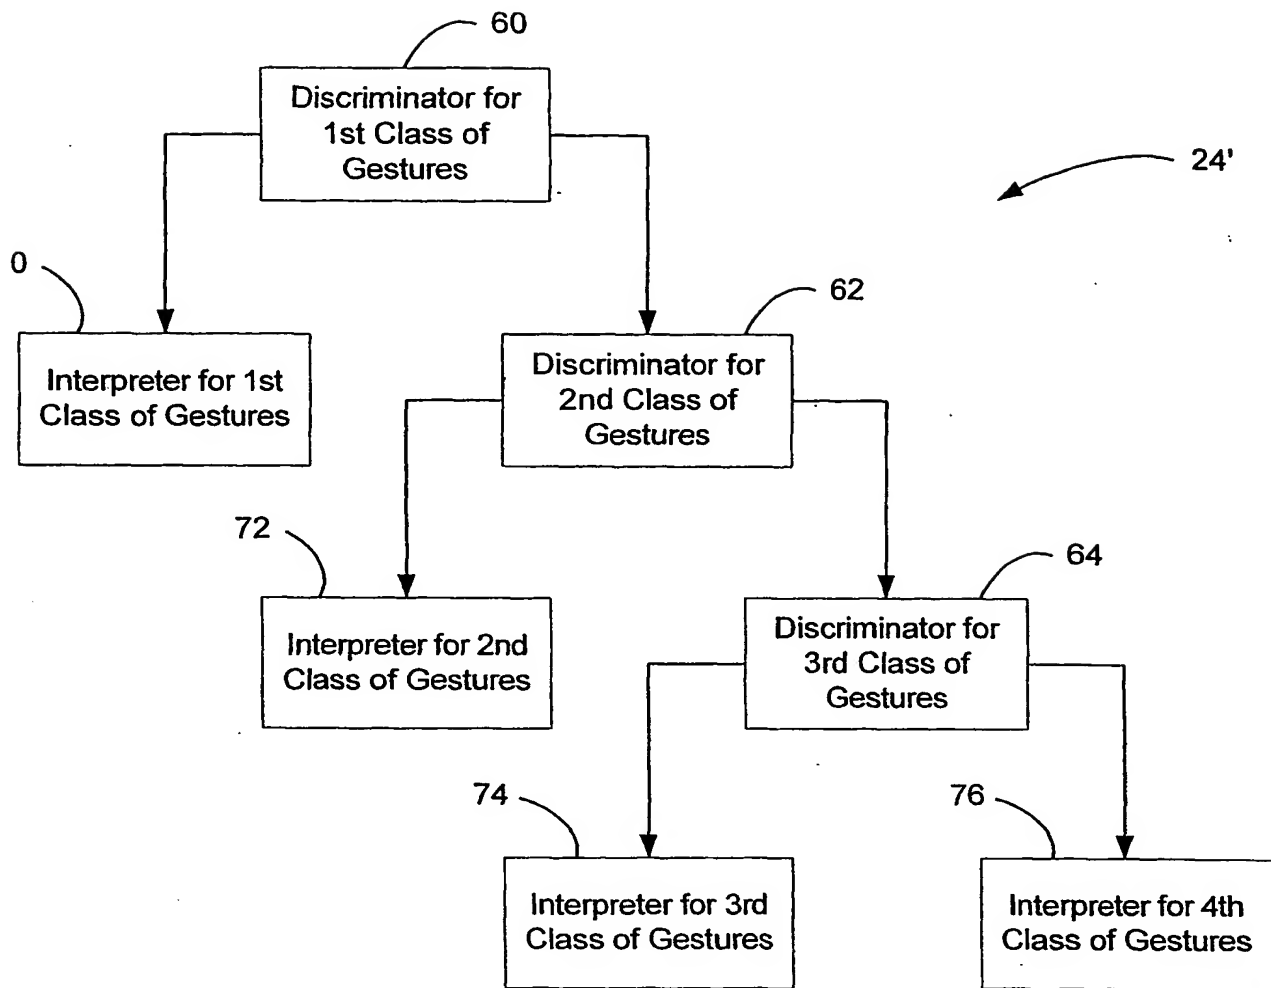 60
Discriminator for
1st Class of
Gestures
24'
0
62
Interpreter for 1st
Class of Gestures
Discriminator for
2nd Class of
Gestures
72
64
Interpreter for 2nd
Class of Gestures
Discriminator for
3rd Class of
Gestures
74
76
Interpreter for 3rd
Class of Gestures
Interpreter for 4th
Class of Gestures